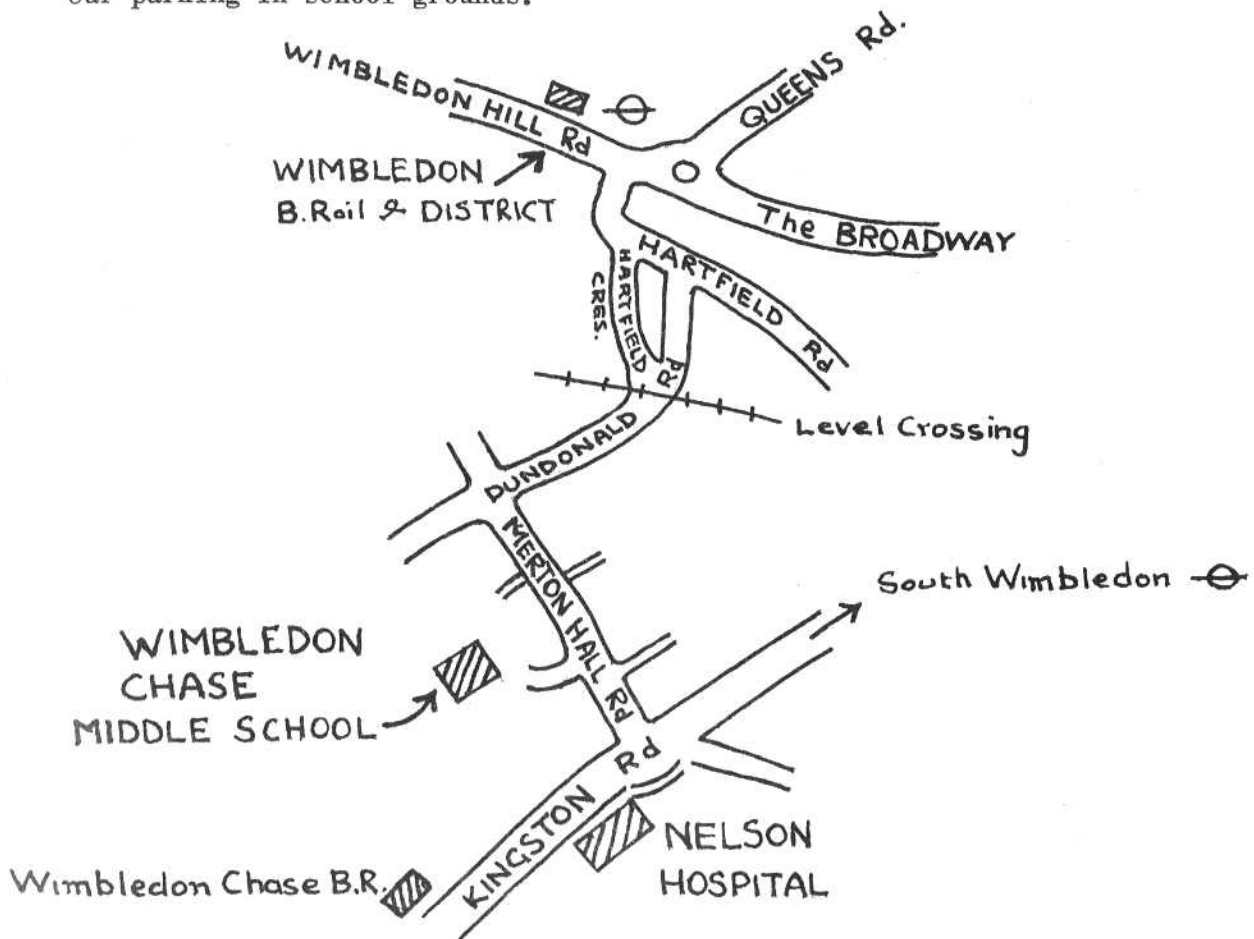 our parking in school grounds.
WIMBLEDON HILL Rd
QUEENS Rd.
WIMBLEDON
B.Rail & DISTRICT
The BROADWAY
HARTFIELD Rd
HARTFIELD
CRES.
DUNDONALD Rd
Level Crossing
MERTON HALL Rd
South Wimbledon
WIMBLEDON
CHASE
MIDDLE SCHOOL
KINGSTON Rd
NELSON
HOSPITAL
Wimbledon Chase B.R.